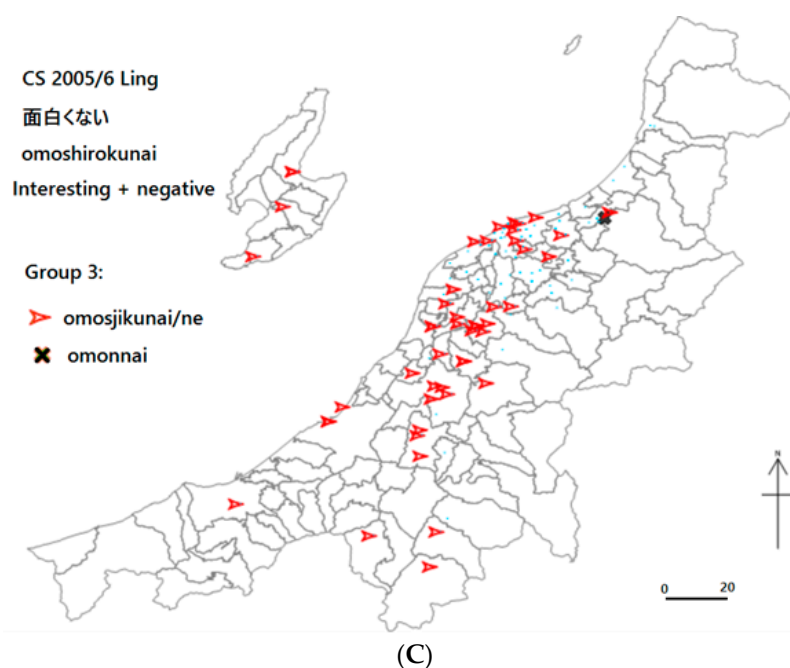 CS 2005/6 Ling
面白くない
omoshirokunai
Interesting + negative
Group 3:
omosjikunai/ne
omonnai
N
0 20
(C)